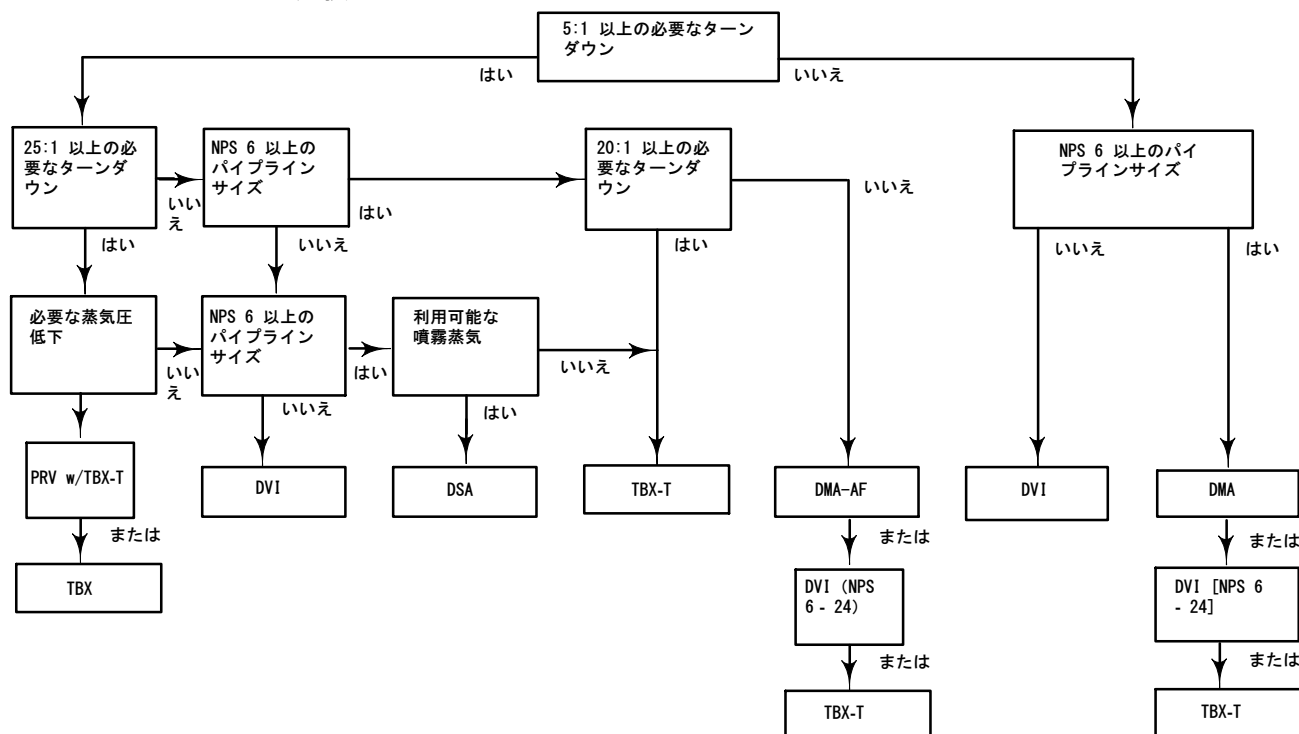 5:1 以上の必要なターン
ダウン
はい
いいえ
25:1 以上の必
要なターンダ
ウン
NPS 6 以上の
パイプライン
サイズ
20:1 以上の必
要なターンダ
ウン
NPS 6 以上のパイ
プラインサイズ
いい
え
はい
いいえ
はい
いいえ
はい
いいえ
はい
必要な蒸気圧
低下
NPS 6 以上の
パイプライン
サイズ
利用可能な
噴霧蒸気
いい
え
はい
いいえ
いいえ
はい
PRV w/TBX-T
DVI
DSA
TBX-T
DMA-AF
DVI
DMA
または
または
または
TBX
DVI (NPS
6 - 24)
DVI [NPS 6
- 24]
または
または
TBX-T
TBX-T